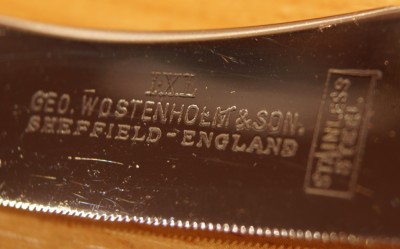 I*XL
GEO. WOSTENHOLM & SON.
SHEFFIELD-ENGLAND
STAINLESS
STEEL